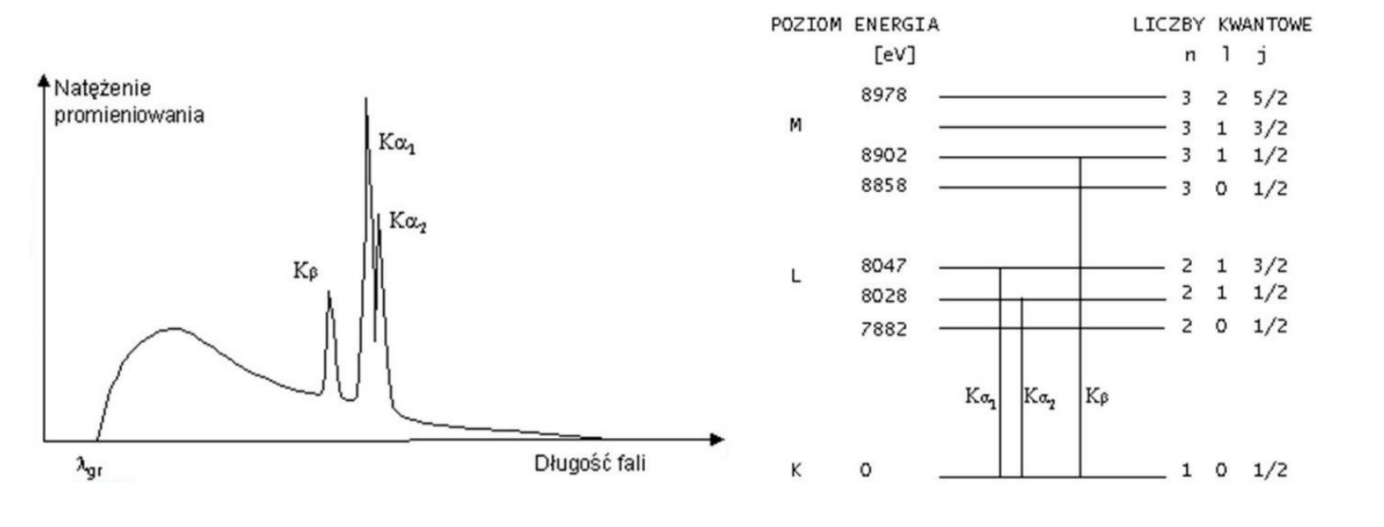 Natężenie
promieniowania
Kα₁
Kα₂
Kβ
λgr
Długość fali
POZIOM ENERGIA LICZBY KWANTOWE
[eV] n l j
8978 3 2 5/2
M 3 1 3/2
8902 3 1 1/2
8858 3 0 1/2
8047 2 1 3/2
L
8028 2 1 1/2
7882 2 0 1/2
Kα₁ Kα₂ Kβ
K 0 1 0 1/2